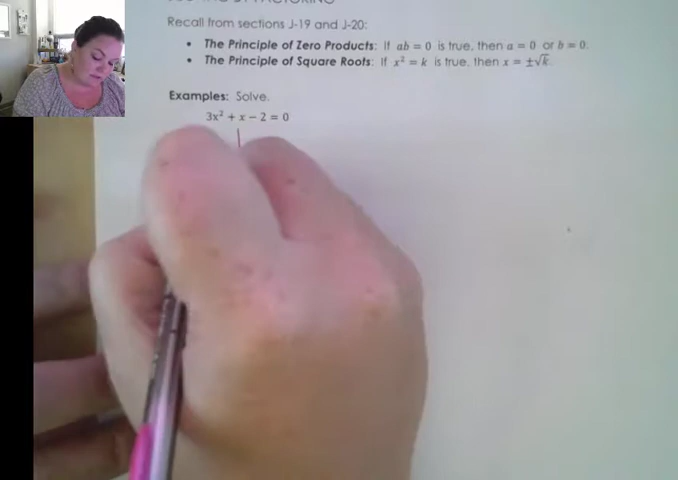 Recall from sections J-19 and J-20:
• The Principle of Zero Products: If ab = 0 is true, then a = 0 or b = 0.
• The Principle of Square Roots: If x² = k is true, then x = ±√k.
Examples: Solve.
3x² + x − 2 = 0